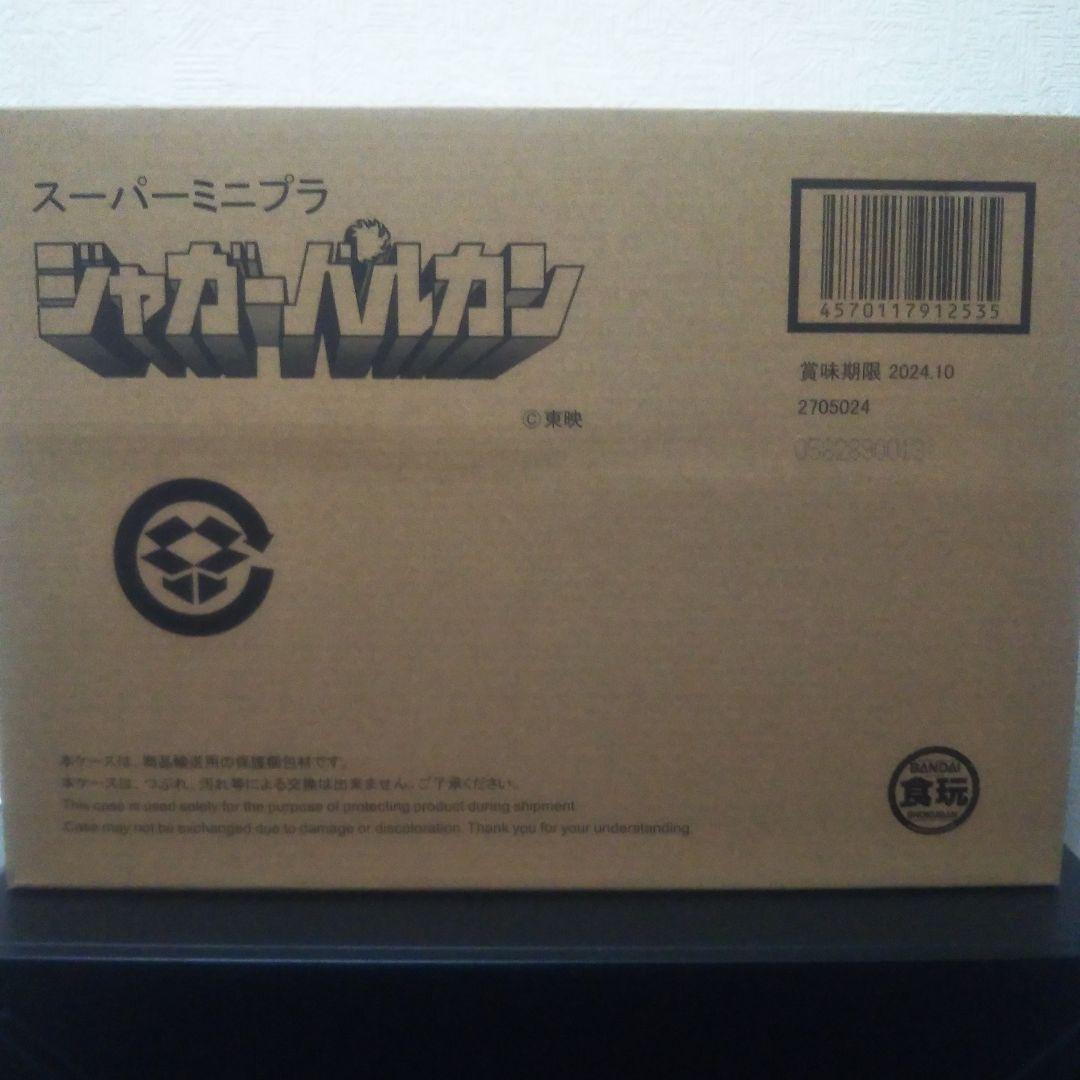 スーパーミニプラ
ジャガーバルカン
©東映
4570117912535
賞味期限 2024.10
2705024
本ケースは、商品輸送用の保護梱包材です。
本ケースは、つぶれ、汚れ等による交換は出来ません。ご了承ください。
This case is used solely for the purpose of protecting product during shipment.
Case may not be exchanged due to damage or discoloration. Thank you for your understanding.
BANDAI
食玩
SHOKUGAN